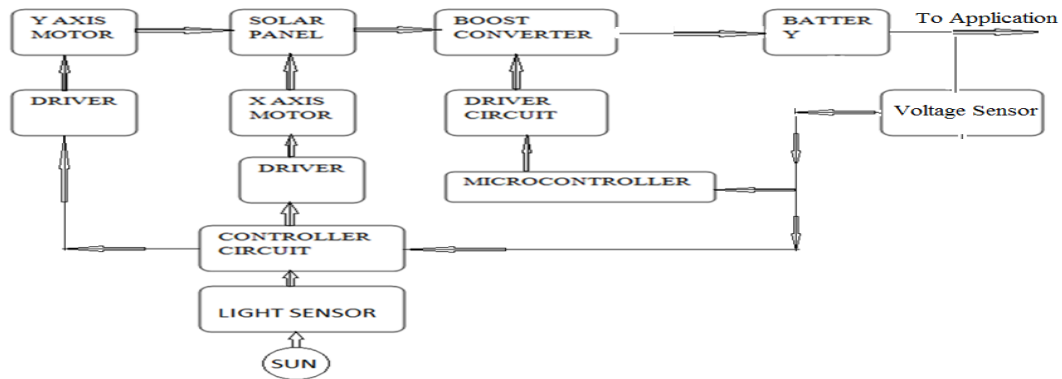 Y AXIS
MOTOR
SOLAR
PANEL
BOOST
CONVERTER
BATTER
Y
To Application
DRIVER
X AXIS
MOTOR
DRIVER
CIRCUIT
Voltage Sensor
DRIVER
MICROCONTROLLER
CONTROLLER
CIRCUIT
LIGHT SENSOR
SUN